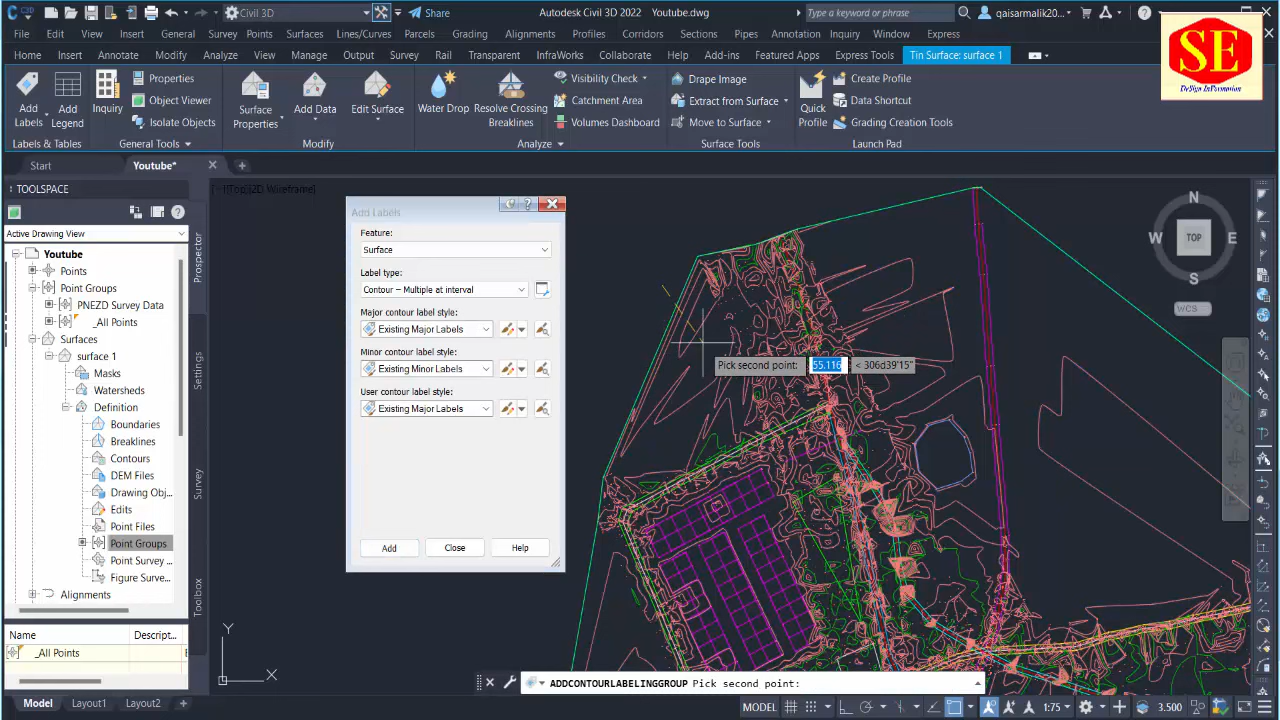 C3D Civil 3D Share Autodesk Civil 3D 2022 Youtube.dwg Type a keyword or phrase qaisarmalik20...
File Edit View Insert General Survey Points Surfaces Lines/Curves Parcels Grading Alignments Profiles Corridors Sections Pipes Annotation Inquiry Window Express
Home Insert Annotate Modify Analyze View Manage Output Survey Rail Transparent InfraWorks Collaborate Help Add-ins Featured Apps Express Tools Tin Surface: surface 1
SE
DeSign InFormation
Add Labels
Add Legend
Inquiry
Properties
Object Viewer
Isolate Objects
Surface Properties
Add Data
Edit Surface
Water Drop
Resolve Crossing Breaklines
Visibility Check
Catchment Area
Volumes Dashboard
Drape Image
Extract from Surface
Move to Surface
Quick Profile
Create Profile
Data Shortcut
Grading Creation Tools
Labels & Tables General Tools Modify Analyze Surface Tools Launch Pad
Start Youtube*
TOOLSPACE
Active Drawing View
Youtube
Points
Point Groups
PNEZD Survey Data
_All Points
Surfaces
surface 1
Masks
Watersheds
Definition
Boundaries
Breaklines
Contours
DEM Files
Drawing Obj...
Edits
Point Files
Point Groups
Point Survey ...
Figure Surve...
Alignments
Prospector
Settings
Survey
Toolbox
Name Descript...
_All Points
[-][Top][2D Wireframe]
Add Labels
Feature:
Surface
Label type:
Contour – Multiple at interval
Major contour label style:
Existing Major Labels
Minor contour label style:
Existing Minor Labels
User contour label style:
Existing Major Labels
Add Close Help
Pick second point: 55.116 < 306d39'15"
N
W TOP E
S
WCS
Y
X
ADDCONTOURLABELINGGROUP Pick second point:
Model Layout1 Layout2 MODEL 1:75 3.500